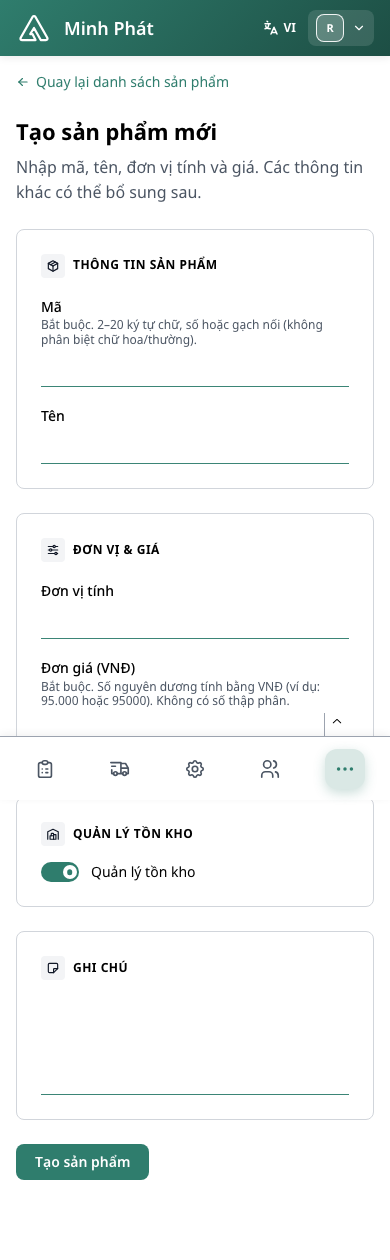 Minh Phát
VI
R
Quay lại danh sách sản phẩm
Tạo sản phẩm mới
Nhập mã, tên, đơn vị tính và giá. Các thông tin
khác có thể bổ sung sau.
THÔNG TIN SẢN PHẨM
Mã
Bắt buộc. 2–20 ký tự chữ, số hoặc gạch nối (không
phân biệt chữ hoa/thường).
Tên
ĐƠN VỊ & GIÁ
Đơn vị tính
Đơn giá (VNĐ)
Bắt buộc. Số nguyên dương tính bằng VNĐ (ví dụ:
95.000 hoặc 95000). Không có số thập phân.
QUẢN LÝ TỒN KHO
Quản lý tồn kho
GHI CHÚ
Tạo sản phẩm